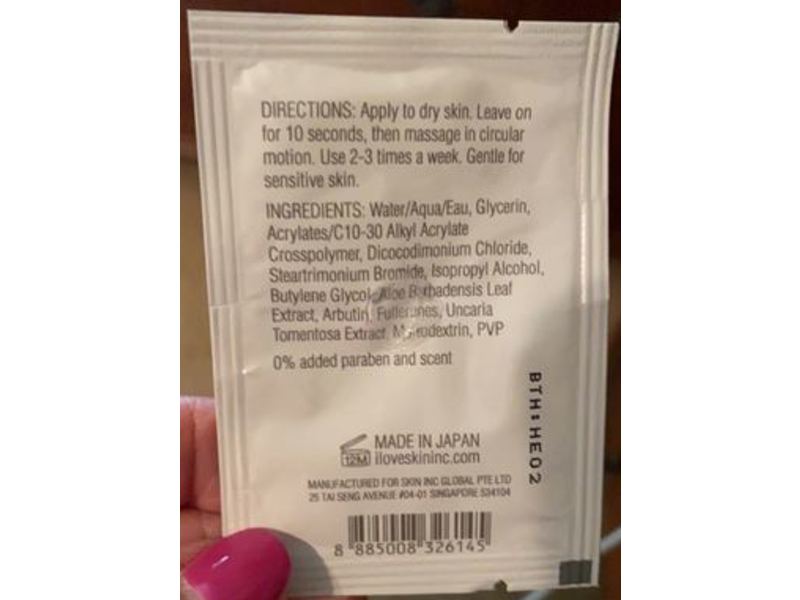 DIRECTIONS: Apply to dry skin. Leave on
for 10 seconds, then massage in circular
motion. Use 2-3 times a week. Gentle for
sensitive skin.
INGREDIENTS: Water/Aqua/Eau, Glycerin,
Acrylates/C10-30 Alkyl Acrylate
Crosspolymer, Dicocodimonium Chloride,
Steartrimonium Bromide, Isopropyl Alcohol,
Butylene Glycol, Aloe Barbadensis Leaf
Extract, Arbutin, Fullerenes, Uncaria
Tomentosa Extract, Maltodextrin, PVP
0% added paraben and scent
BTH: HE02
12M
MADE IN JAPAN
iloveskininc.com
MANUFACTURED FOR SKIN INC GLOBAL PTE LTD
25 TAI SENG AVENUE #04-01 SINGAPORE 534104
8 885008 326145